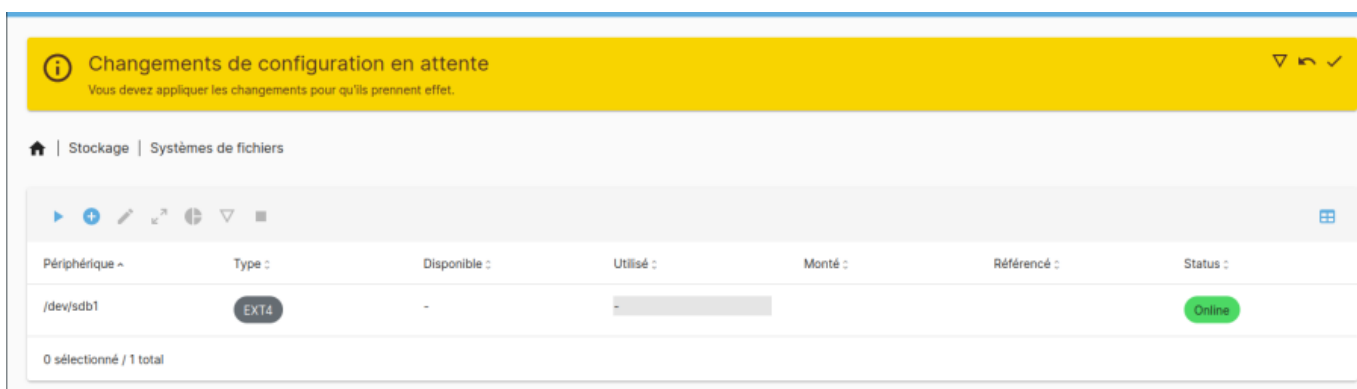 Changements de configuration en attente
Vous devez appliquer les changements pour qu'ils prennent effet.
| Stockage | Systèmes de fichiers
Périphérique Type Disponible Utilisé Monté Référencé Status
/dev/sdb1 EXT4 - - Online
0 sélectionné / 1 total